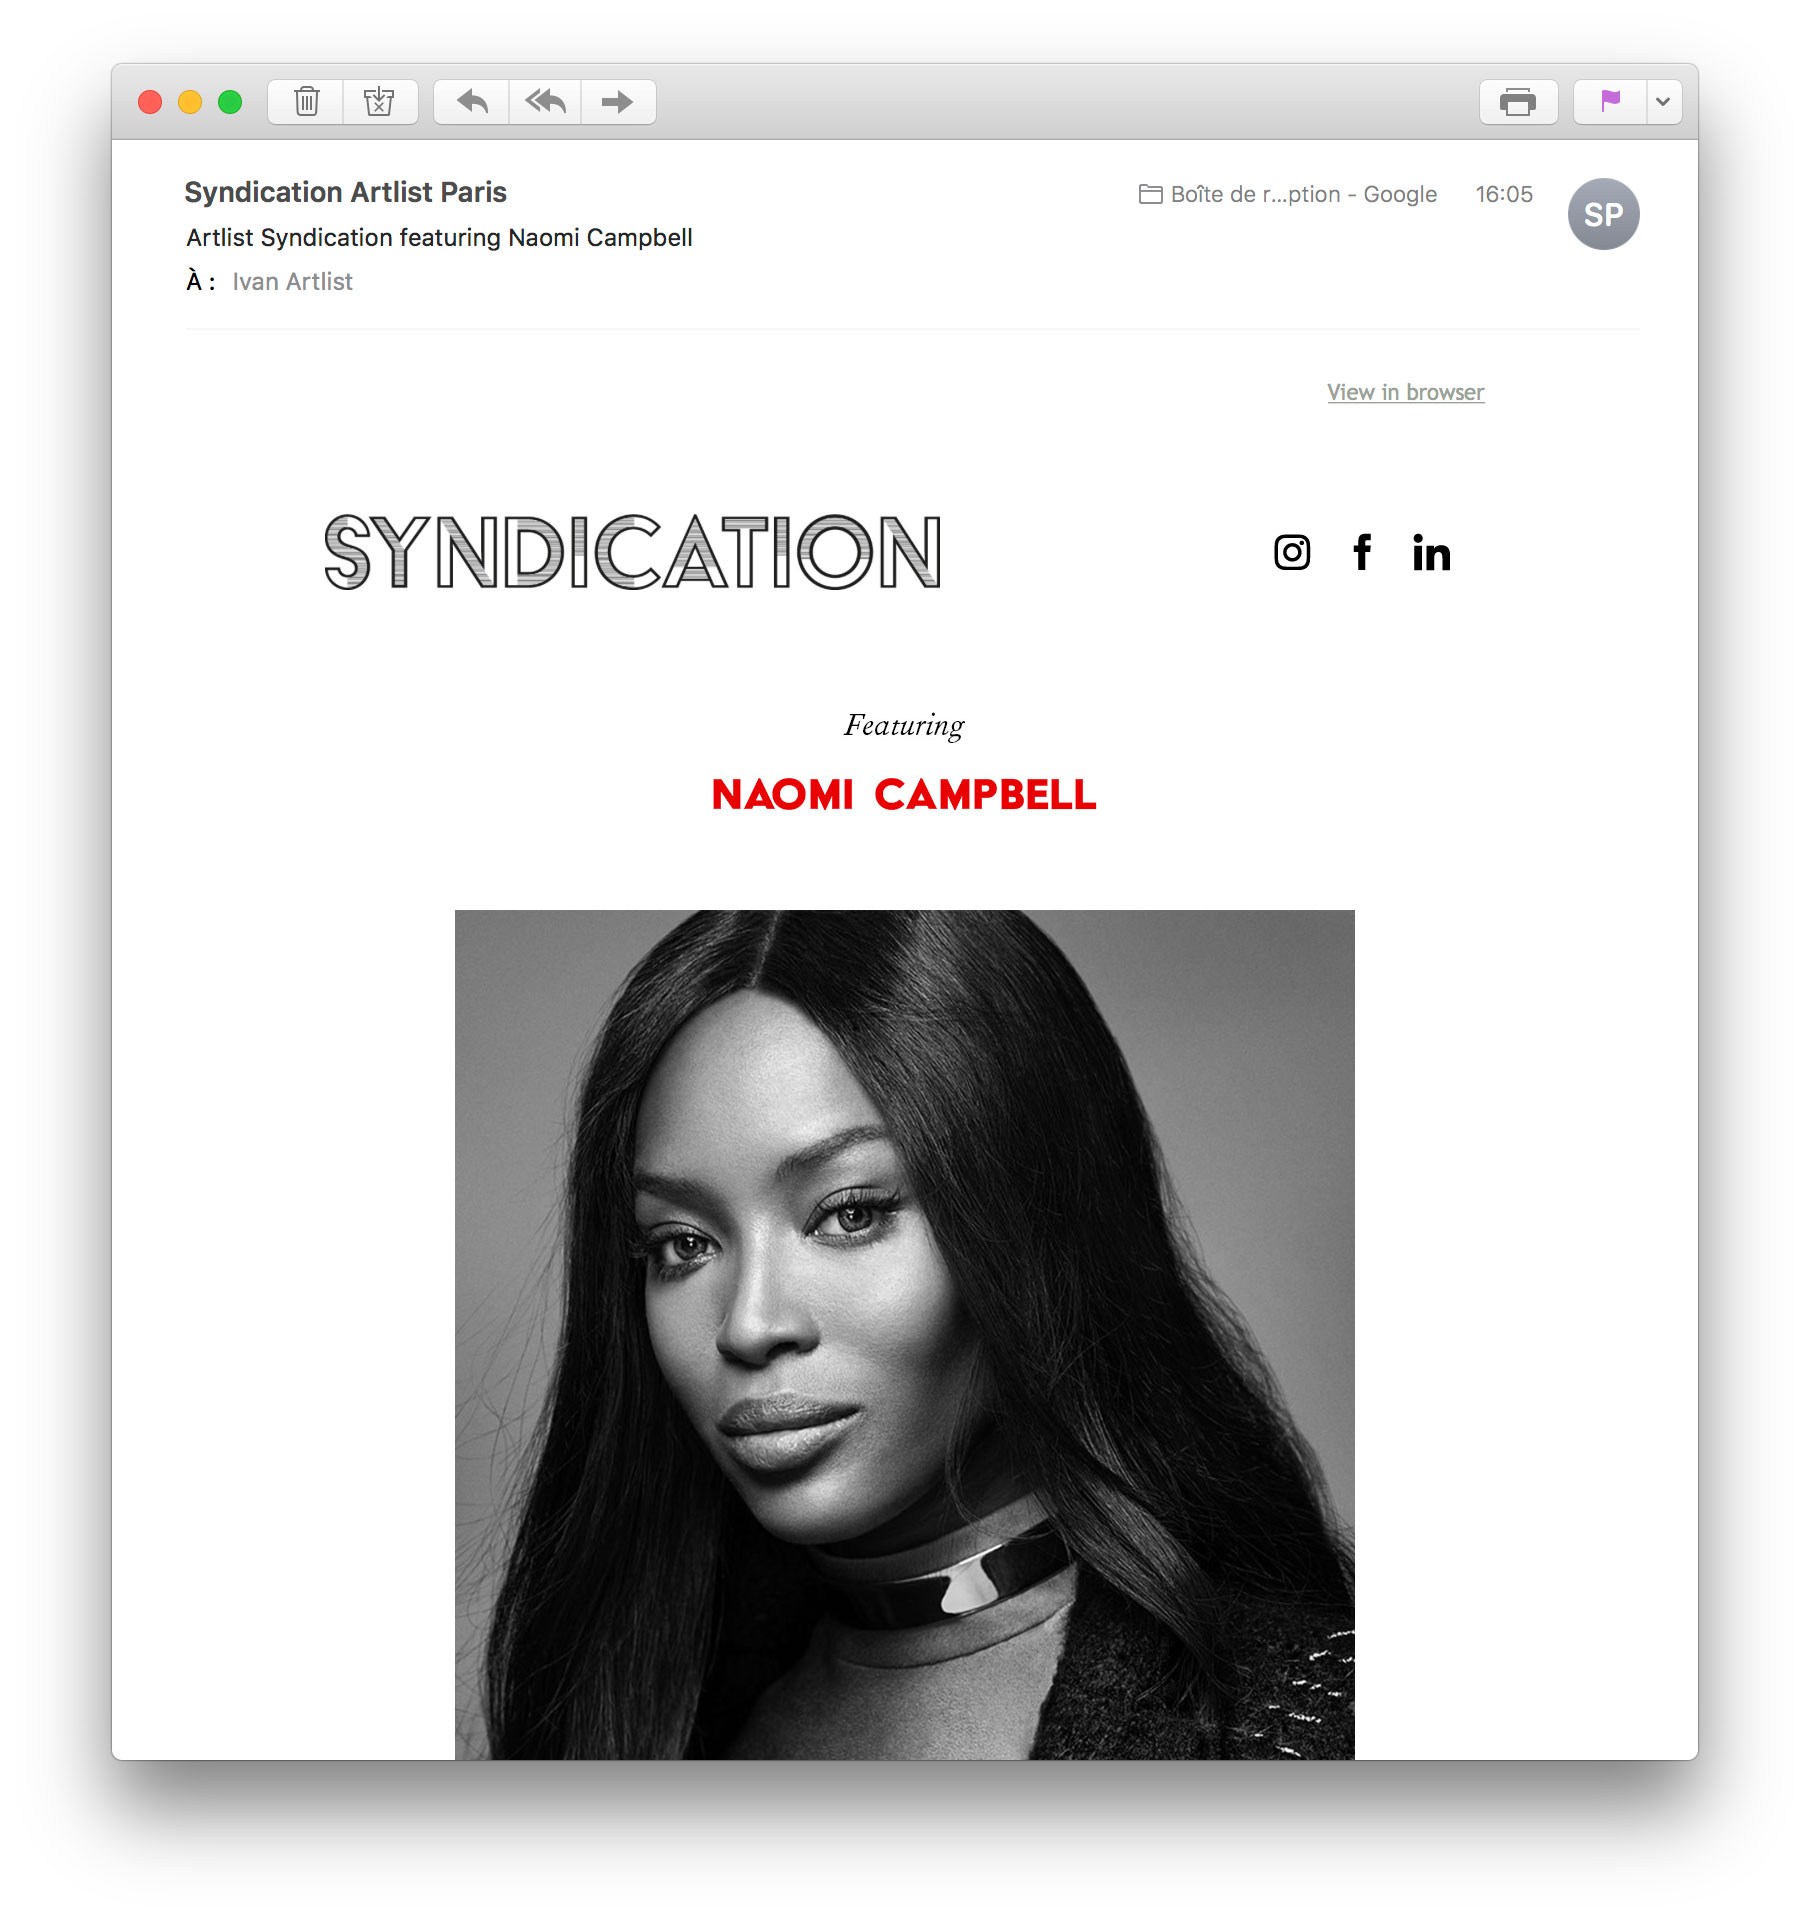 Syndication Artlist Paris
Boîte de r...ption - Google 16:05
SP
Artlist Syndication featuring Naomi Campbell
À : Ivan Artlist
View in browser
SYNDICATION
Featuring
NAOMI CAMPBELL